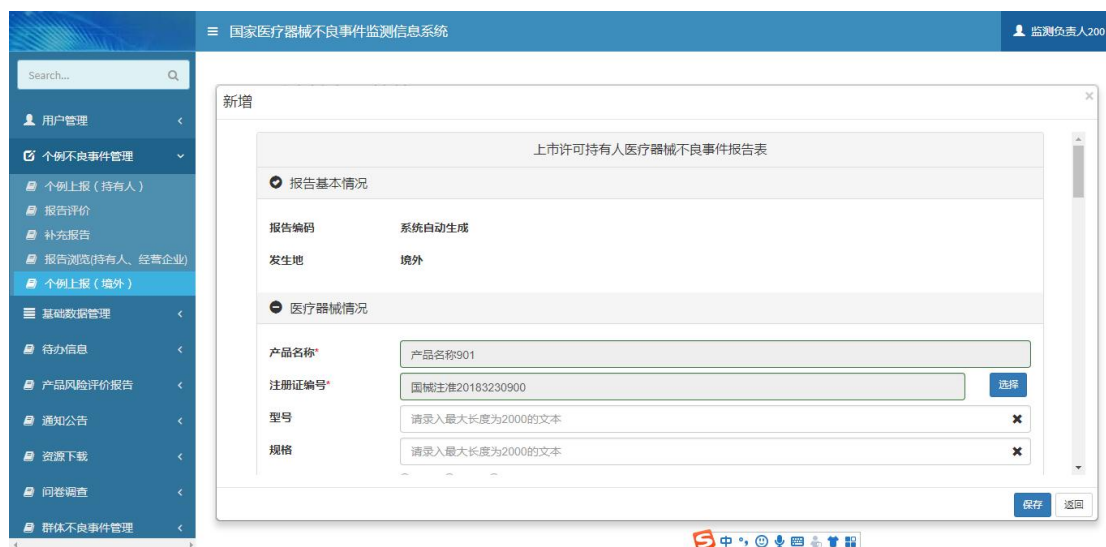 国家医疗器械不良事件监测信息系统
监测负责人200
Search...
用户管理
个例不良事件管理
个例上报（持有人）
报告评价
补充报告
报告浏览(持有人、经营企业)
个例上报（境外）
基础数据管理
待办信息
产品风险评价报告
通知公告
资源下载
问卷调查
群体不良事件管理
新增
上市许可持有人医疗器械不良事件报告表
报告基本情况
报告编码 系统自动生成
发生地 境外
医疗器械情况
产品名称* 产品名称901
注册证编号* 国械注准20183230900 选择
型号 请录入最大长度为2000的文本
规格 请录入最大长度为2000的文本
保存 返回
中